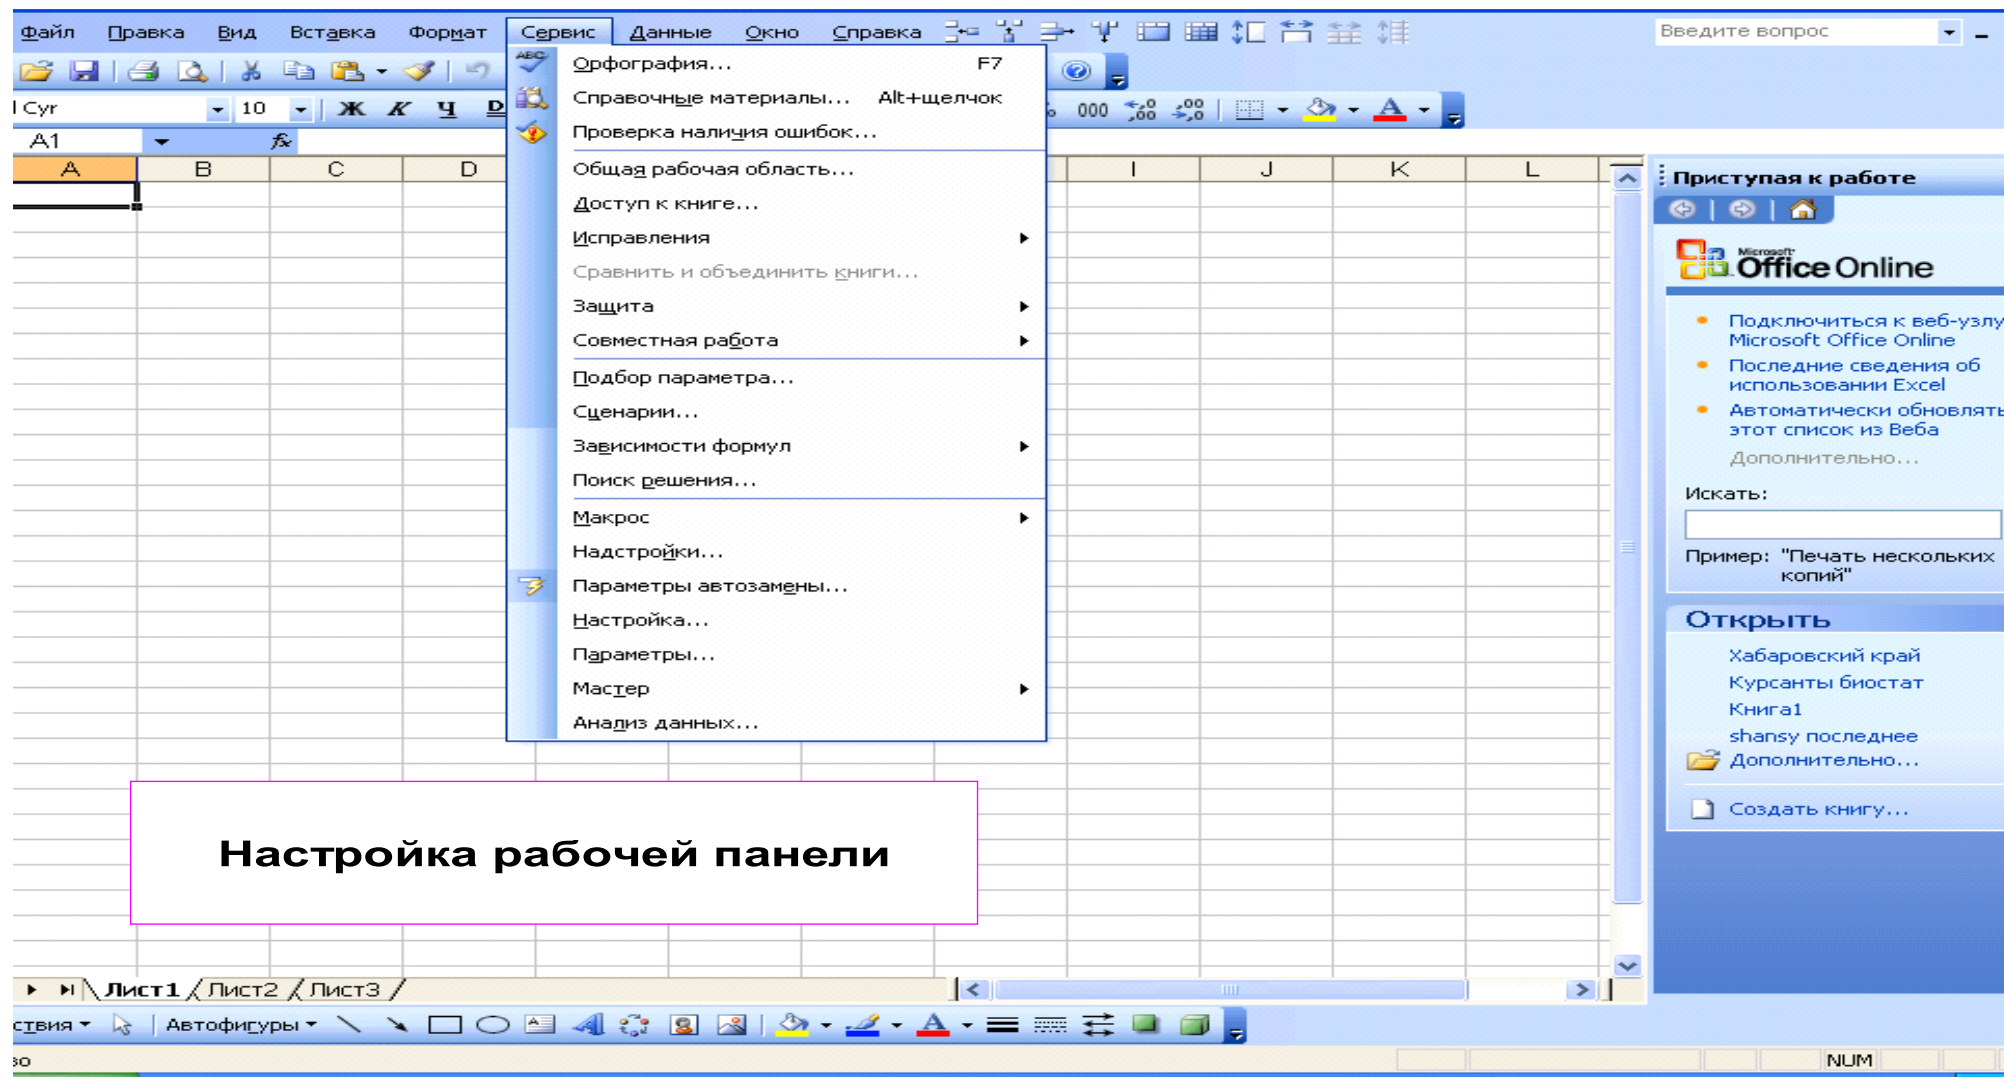 Файл Правка Вид Вставка Формат Сервис Данные Окно Справка Введите вопрос
Cyr 10 Ж К Ч 000
A1 fx
A B C D I J K L
Орфография... F7
Справочные материалы... Alt+щелчок
Проверка наличия ошибок...
Общая рабочая область...
Доступ к книге...
Исправления
Сравнить и объединить книги...
Защита
Совместная работа
Подбор параметра...
Сценарии...
Зависимости формул
Поиск решения...
Макрос
Надстройки...
Параметры автозамены...
Настройка...
Параметры...
Мастер
Анализ данных...
Приступая к работе
Microsoft
Office Online
Подключиться к веб-узлу
Microsoft Office Online
Последние сведения об
использовании Excel
Автоматически обновлять
этот список из Веба
Дополнительно...
Искать:
Пример: "Печать нескольких
копий"
Открыть
Хабаровский край
Курсанты биостат
Книга1
shansy последнее
Дополнительно...
Создать книгу...
Настройка рабочей панели
Лист1 Лист2 Лист3
ствия Автофигуры
NUM